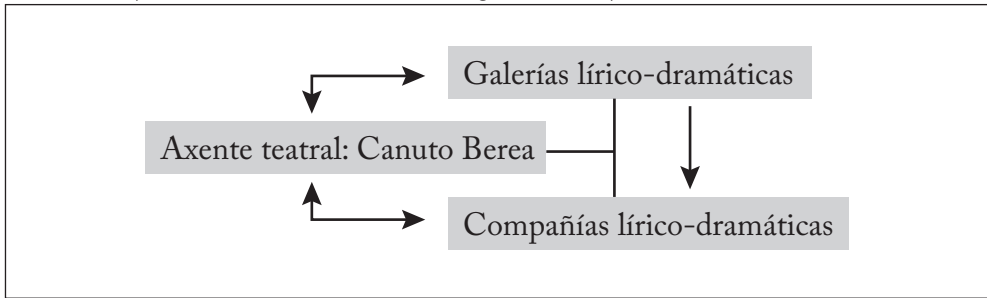 Galerías lírico-dramáticas
Axente teatral: Canuto Berea
Compañías lírico-dramáticas